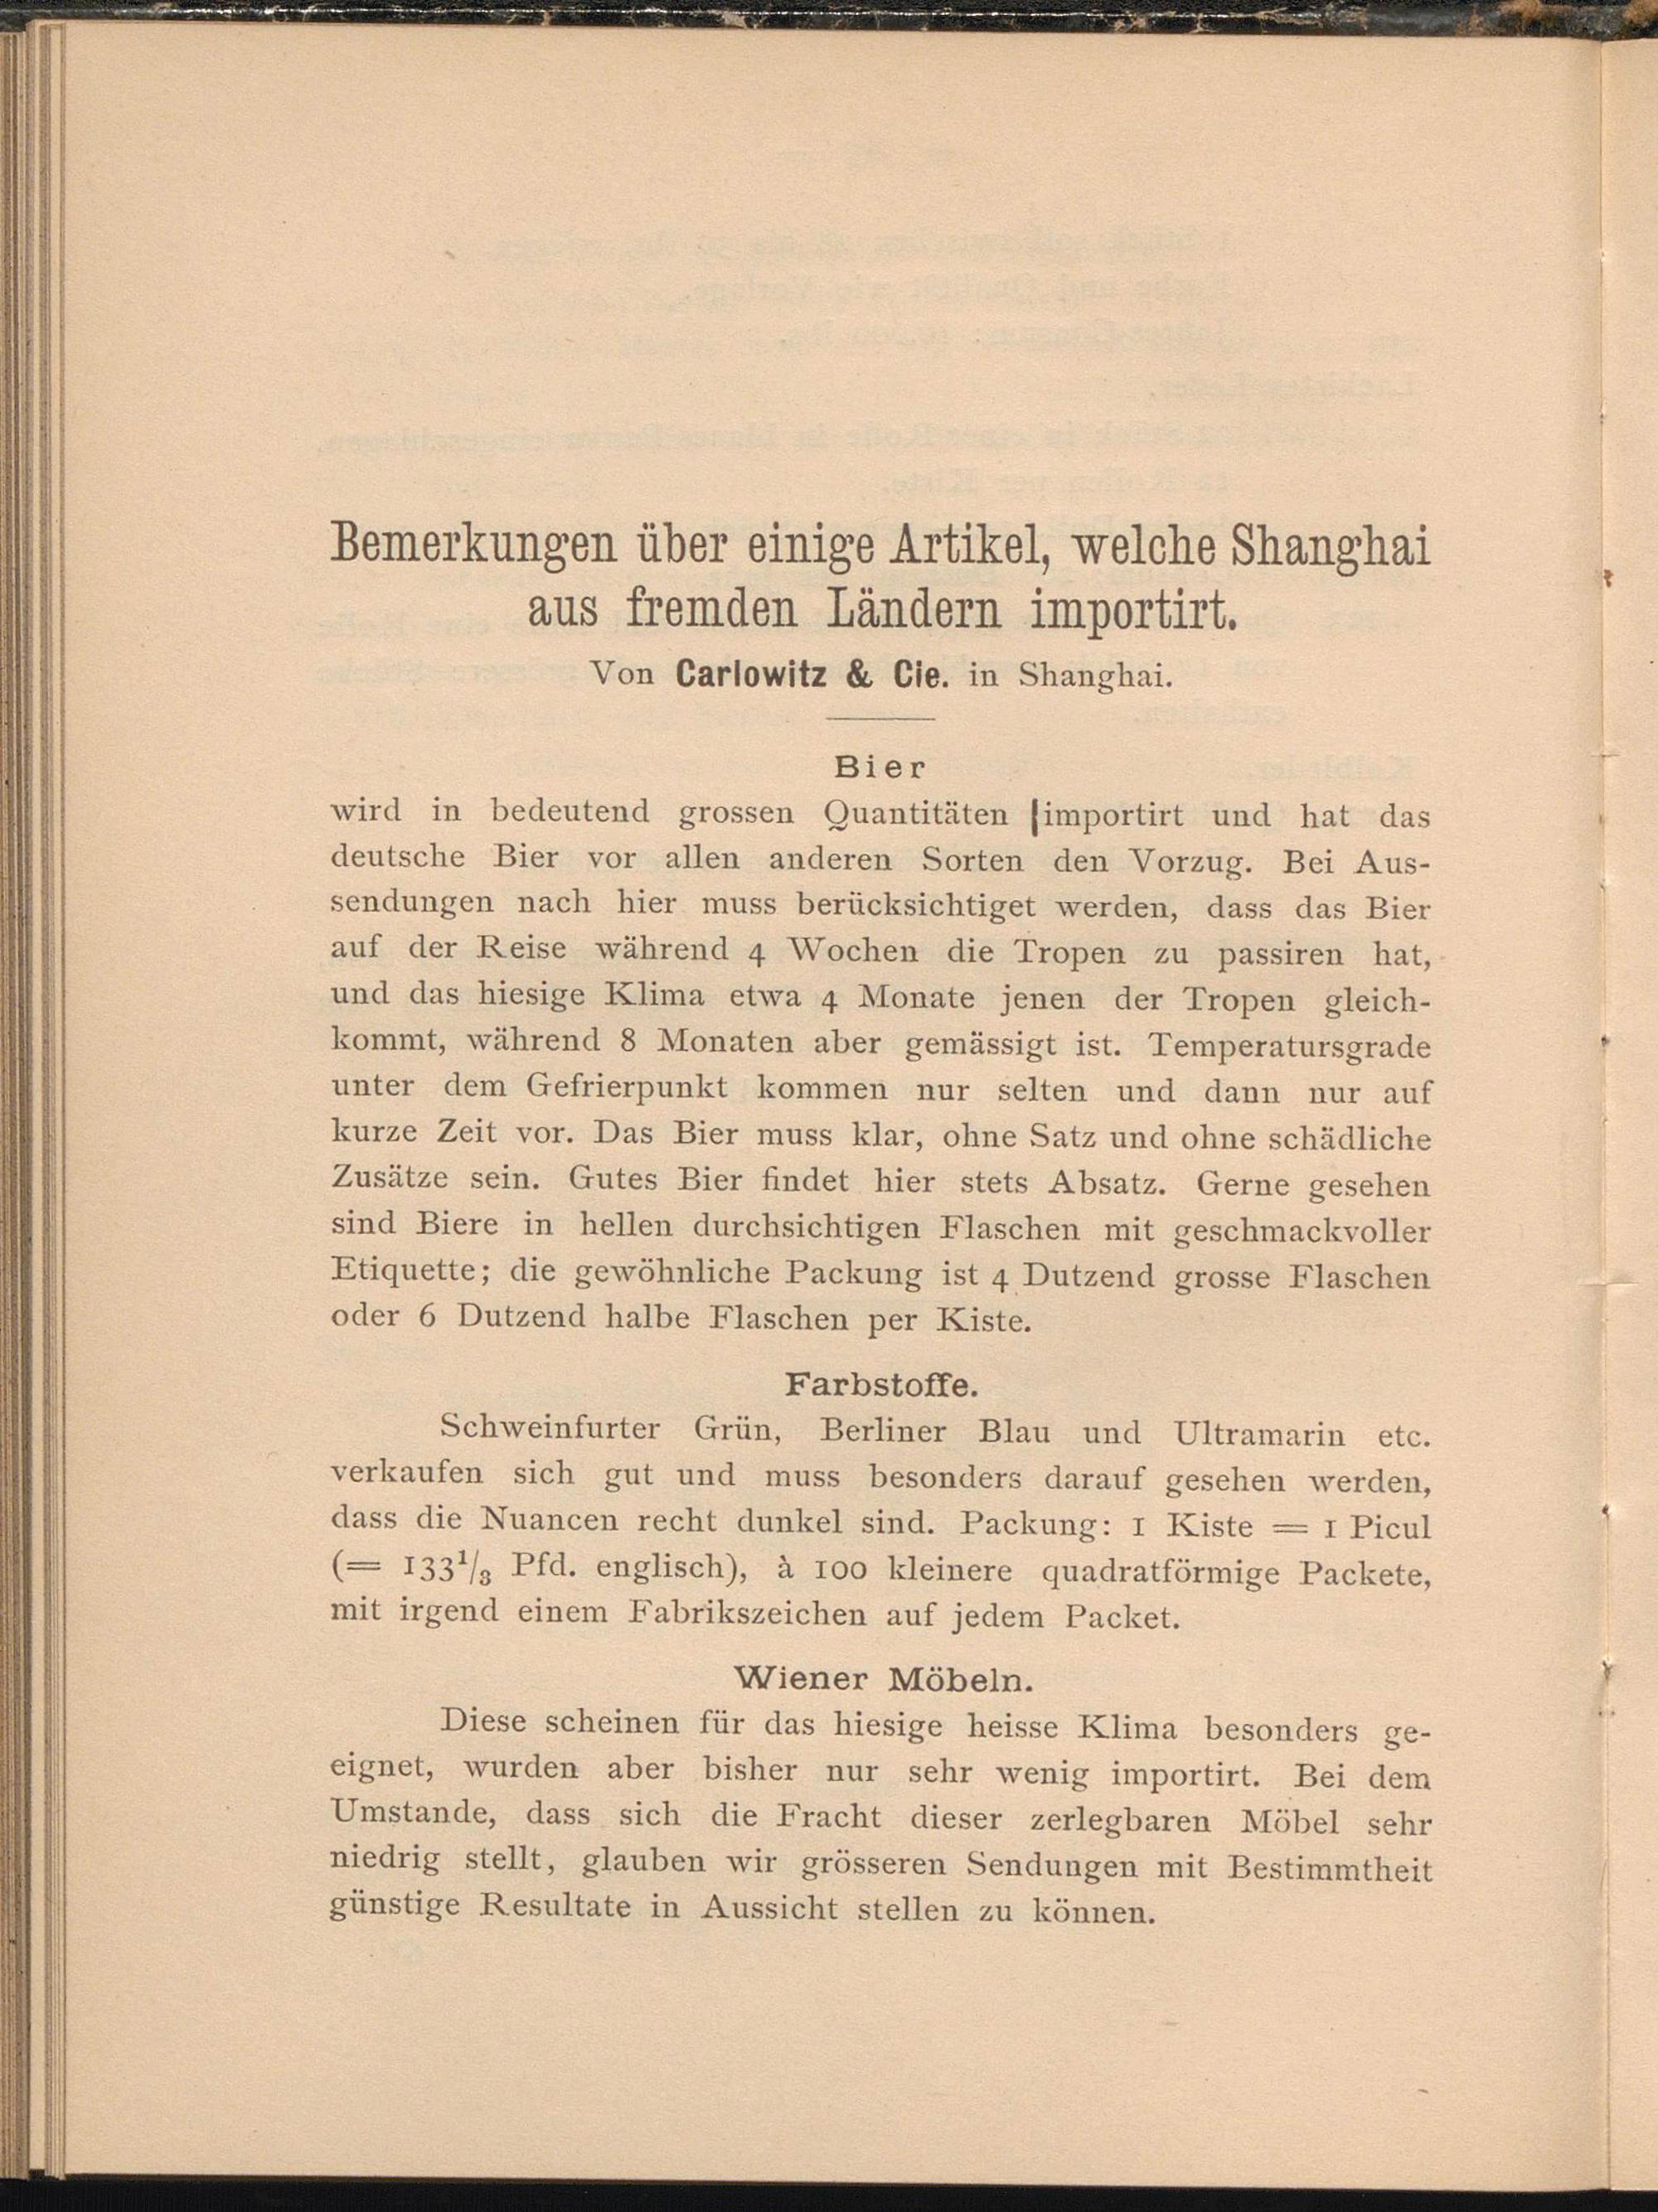 Bemerkungen über einige Artikel, welche Shanghai
aus fremden Ländern importirt.
Von Carlowitz & Cie. in Shanghai.
Bier
wird in bedeutend grossen Quantitäten importirt und hat das
deutsche Bier vor allen anderen Sorten den Vorzug. Bei Aus-
sendungen nach hier muss berücksichtiget werden, dass das Bier
auf der Reise während 4 Wochen die Tropen zu passiren hat,
und das hiesige Klima etwa 4 Monate jenen der Tropen gleich-
kommt, während 8 Monaten aber gemässigt ist. Temperatursgrade
unter dem Gefrierpunkt kommen nur selten und dann nur auf
kurze Zeit vor. Das Bier muss klar, ohne Satz und ohne schädliche
Zusätze sein. Gutes Bier findet hier stets Absatz. Gerne gesehen
sind Biere in hellen durchsichtigen Flaschen mit geschmackvoller
Etiquette; die gewöhnliche Packung ist 4 Dutzend grosse Flaschen
oder 6 Dutzend halbe Flaschen per Kiste.
Farbstoffe.
Schweinfurter Grün, Berliner Blau und Ultramarin etc.
verkaufen sich gut und muss besonders darauf gesehen werden,
dass die Nuancen recht dunkel sind. Packung: 1 Kiste = 1 Picul
(= 133 1/3 Pfd. englisch), à 100 kleinere quadratförmige Packete,
mit irgend einem Fabrikszeichen auf jedem Packet.
Wiener Möbeln.
Diese scheinen für das hiesige heisse Klima besonders ge-
eignet, wurden aber bisher nur sehr wenig importirt. Bei dem
Umstande, dass sich die Fracht dieser zerlegbaren Möbel sehr
niedrig stellt, glauben wir grösseren Sendungen mit Bestimmtheit
günstige Resultate in Aussicht stellen zu können.